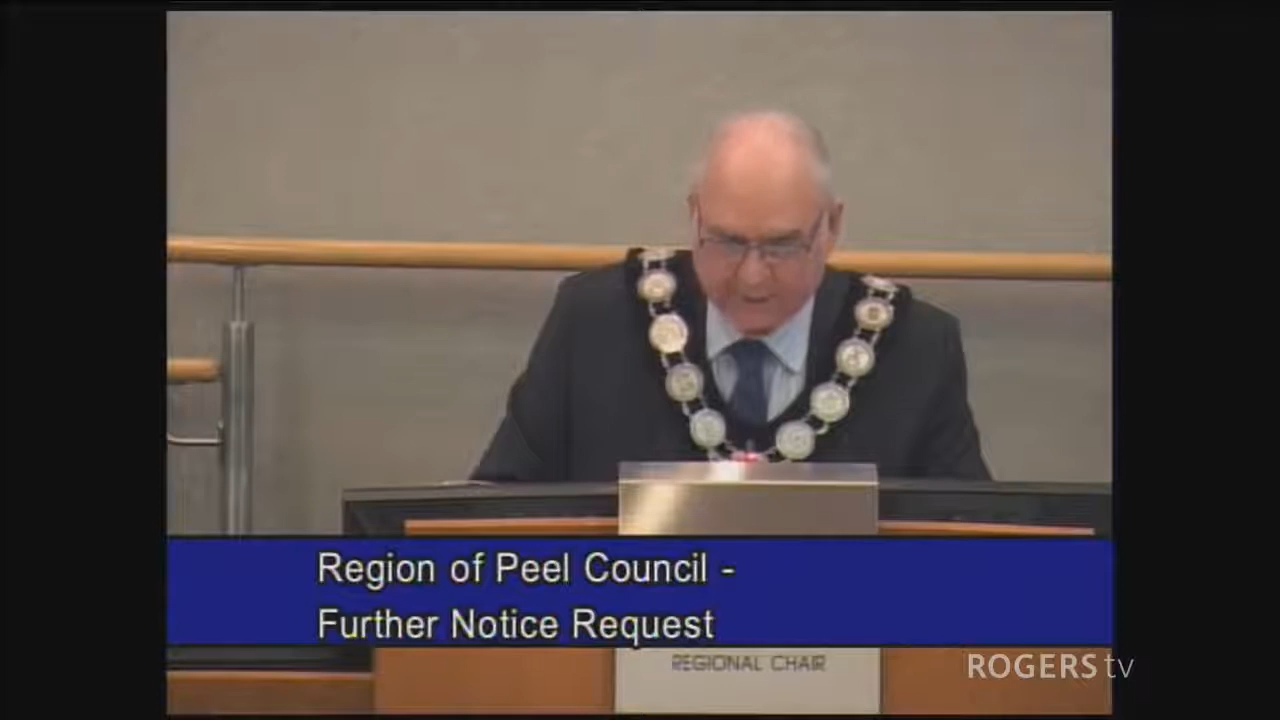 Region of Peel Council -
Further Notice Request
REGIONAL CHAIR
ROGERS tv